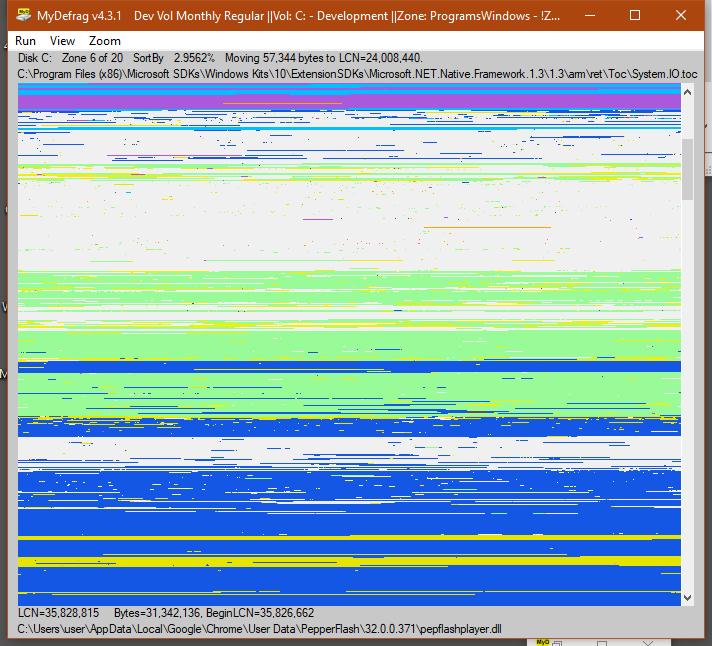 MyDefrag v4.3.1 Dev Vol Monthly Regular ||Vol: C: - Development ||Zone: ProgramsWindows - !Z...
Run View Zoom
Disk C: Zone 6 of 20 SortBy 2.9562% Moving 57,344 bytes to LCN=24,008,440.
C:\Program Files (x86)\Microsoft SDKs\Windows Kits\10\ExtensionSDKs\Microsoft.NET.Native.Framework.1.3\1.3\arm\ret\Toc\System.IO.toc
LCN=35,828,815 Bytes=31,342,136, BeginLCN=35,826,662
C:\Users\user\AppData\Local\Google\Chrome\User Data\PepperFlash\32.0.0.371\pepflashplayer.dll
MyD